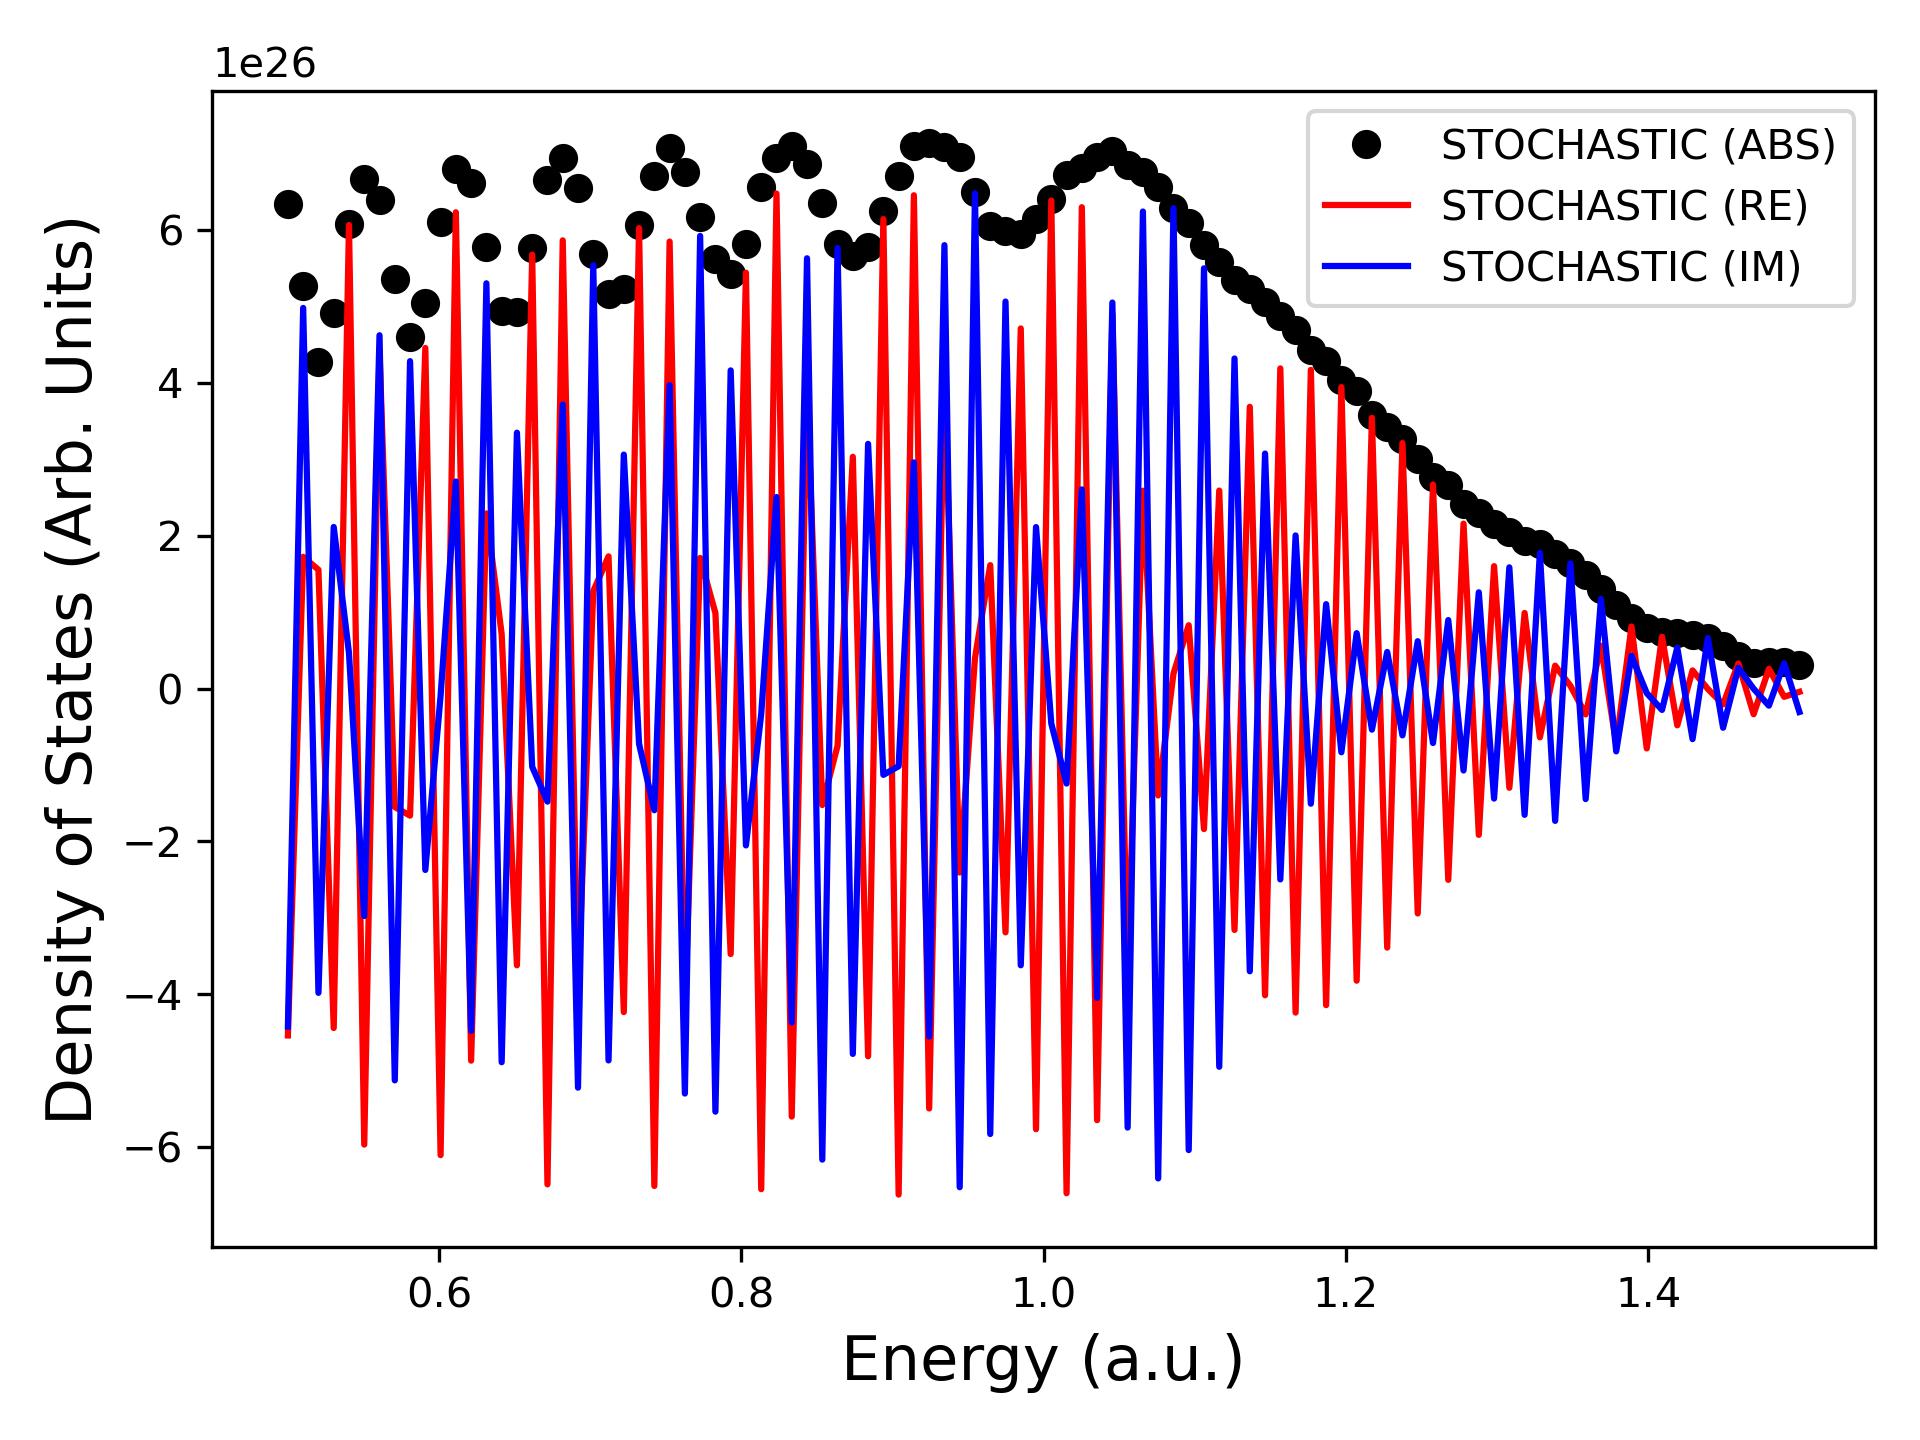 1e26
STOCHASTIC (ABS)
STOCHASTIC (RE)
STOCHASTIC (IM)
Density of States (Arb. Units)
6
4
2
0
−2
−4
−6
0.6 0.8 1.0 1.2 1.4
Energy (a.u.)